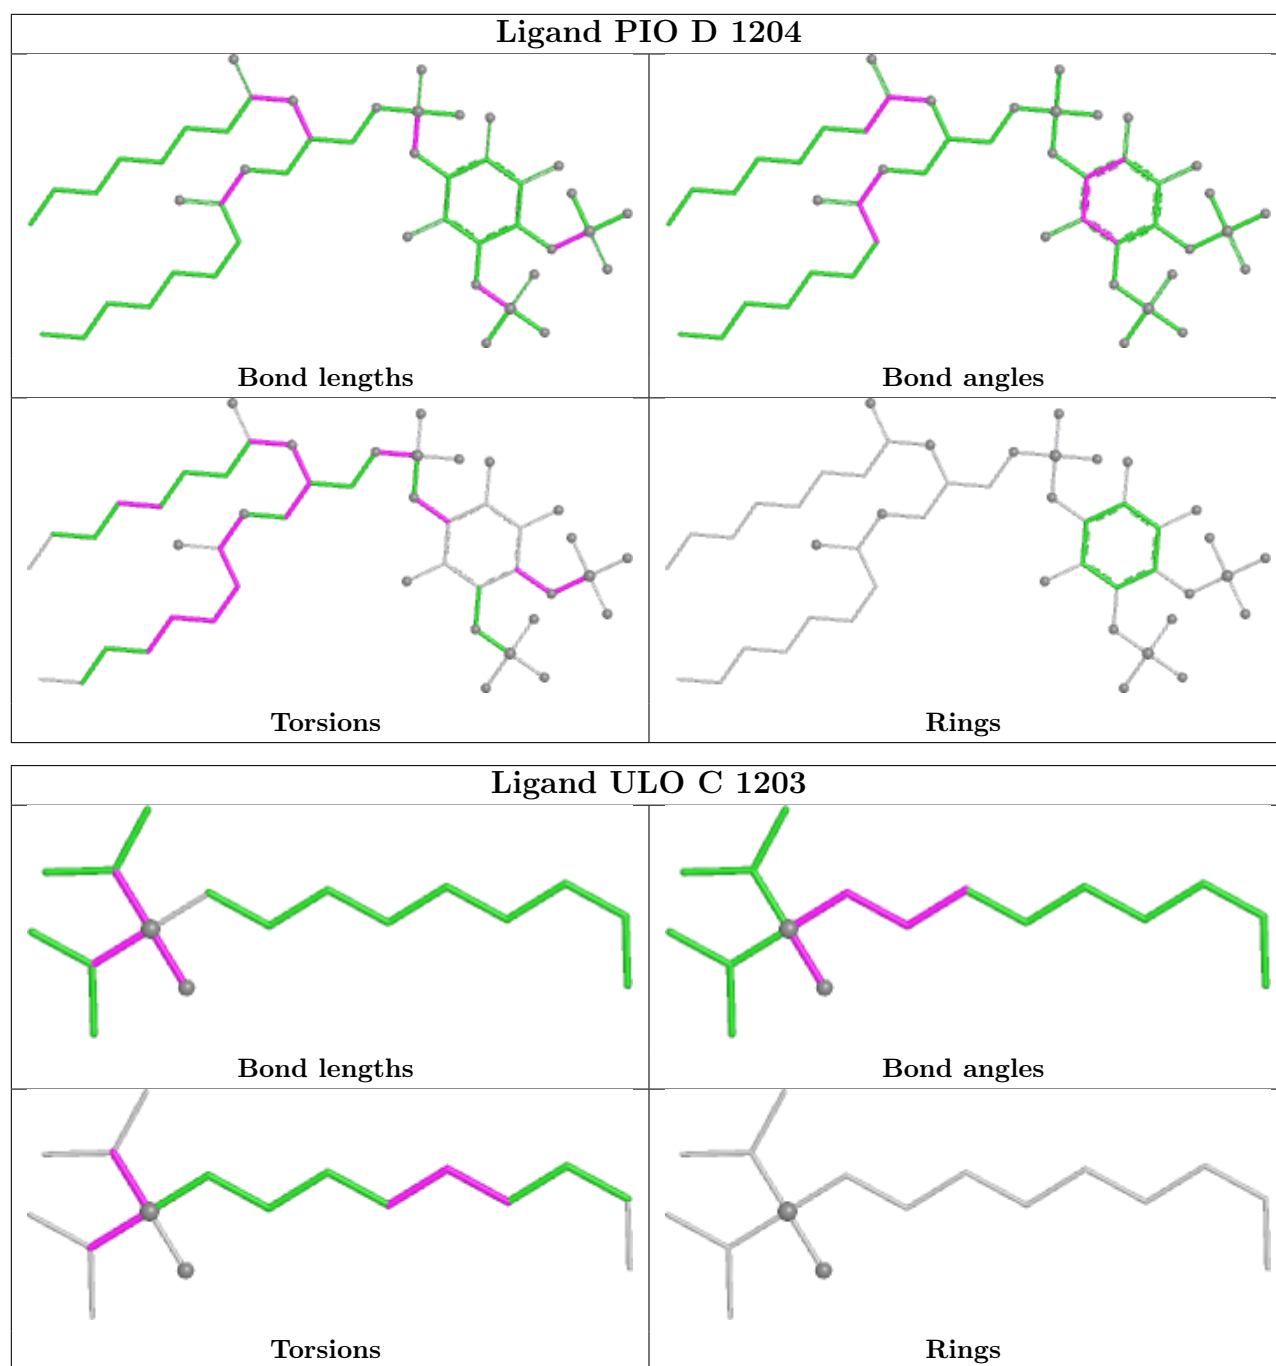 Ligand PIO D 1204
Bond lengths
Bond angles
Torsions
Rings
Ligand ULO C 1203
Bond lengths
Bond angles
Torsions
Rings